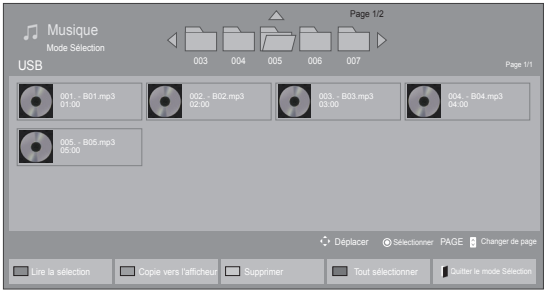 Page 1/2
Musique
Mode Sélection
003 004 005 006 007
USB
Page 1/1
001. - B01.mp3
01:00
002. - B02.mp3
02:00
003. - B03.mp3
03:00
004. - B04.mp3
04:00
005. - B05.mp3
05:00
Déplacer Sélectionner PAGE Changer de page
Lire la sélection Copie vers l'afficheur Supprimer Tout sélectionner Quitter le mode Sélection